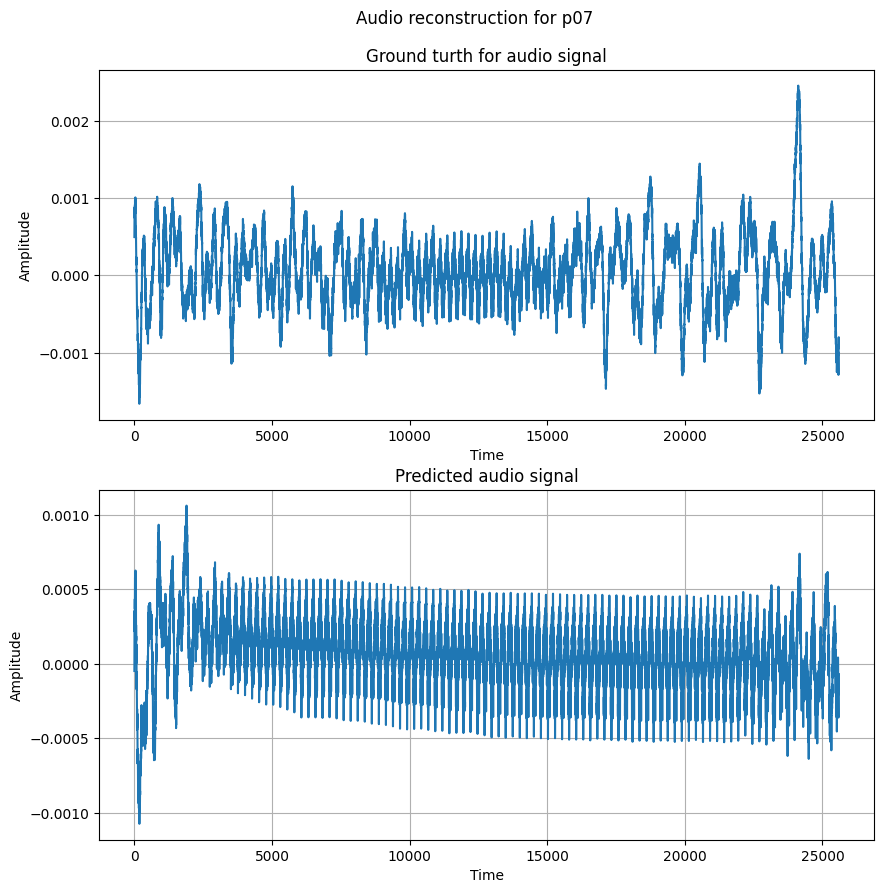 Audio reconstruction for p07
Ground turth for audio signal
Amplitude
0.002
0.001
0.000
−0.001
0 5000 10000 15000 20000 25000
Time
Predicted audio signal
Amplitude
0.0010
0.0005
0.0000
−0.0005
−0.0010
0 5000 10000 15000 20000 25000
Time